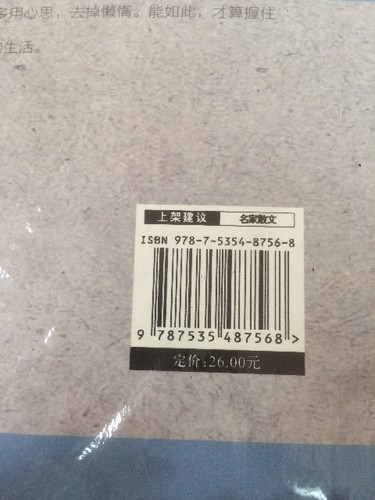 多用心思，去掉懒惰。能如此，才算握住
的生活。
上架建议 名家散文
ISBN 978-7-5354-8756-8
9 787535 487568 >
定价:26.00元